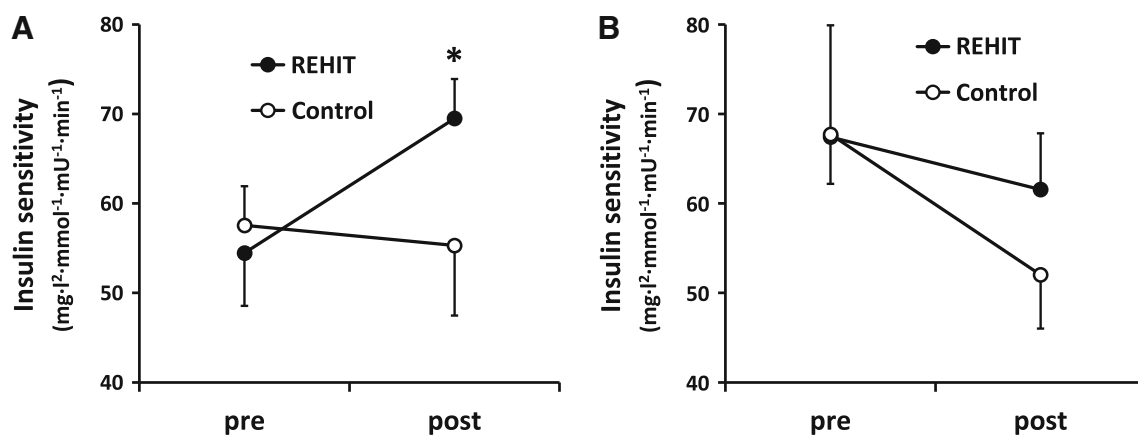 A
Insulin sensitivity
(mg·l²·mmol⁻¹·mU⁻¹·min⁻¹)
80
70
60
50
40
REHIT
Control
*
pre post
B
Insulin sensitivity
(mg·l²·mmol⁻¹·mU⁻¹·min⁻¹)
80
70
60
50
40
REHIT
Control
pre post